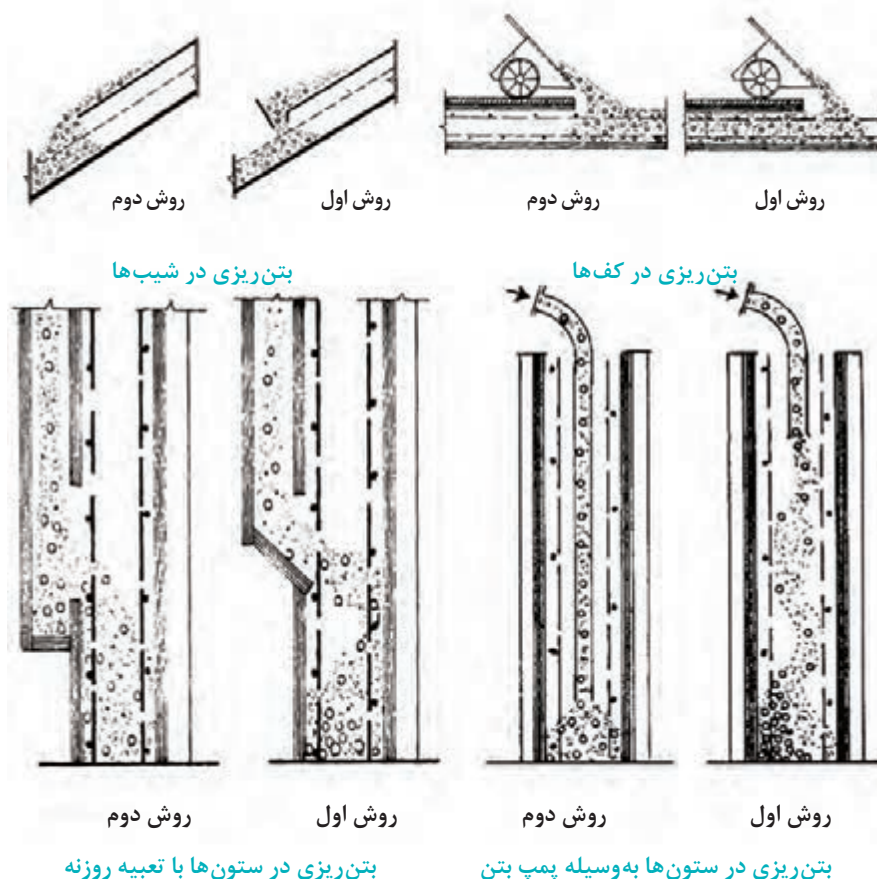 روش اول
روش دوم
روش اول
روش دوم
بتن‌ریزی در کف‌ها
بتن‌ریزی در شیب‌ها
روش اول
روش دوم
روش اول
روش دوم
بتن‌ریزی در ستون‌ها به‌وسیله پمپ بتن
بتن‌ریزی در ستون‌ها با تعبیه روزنه